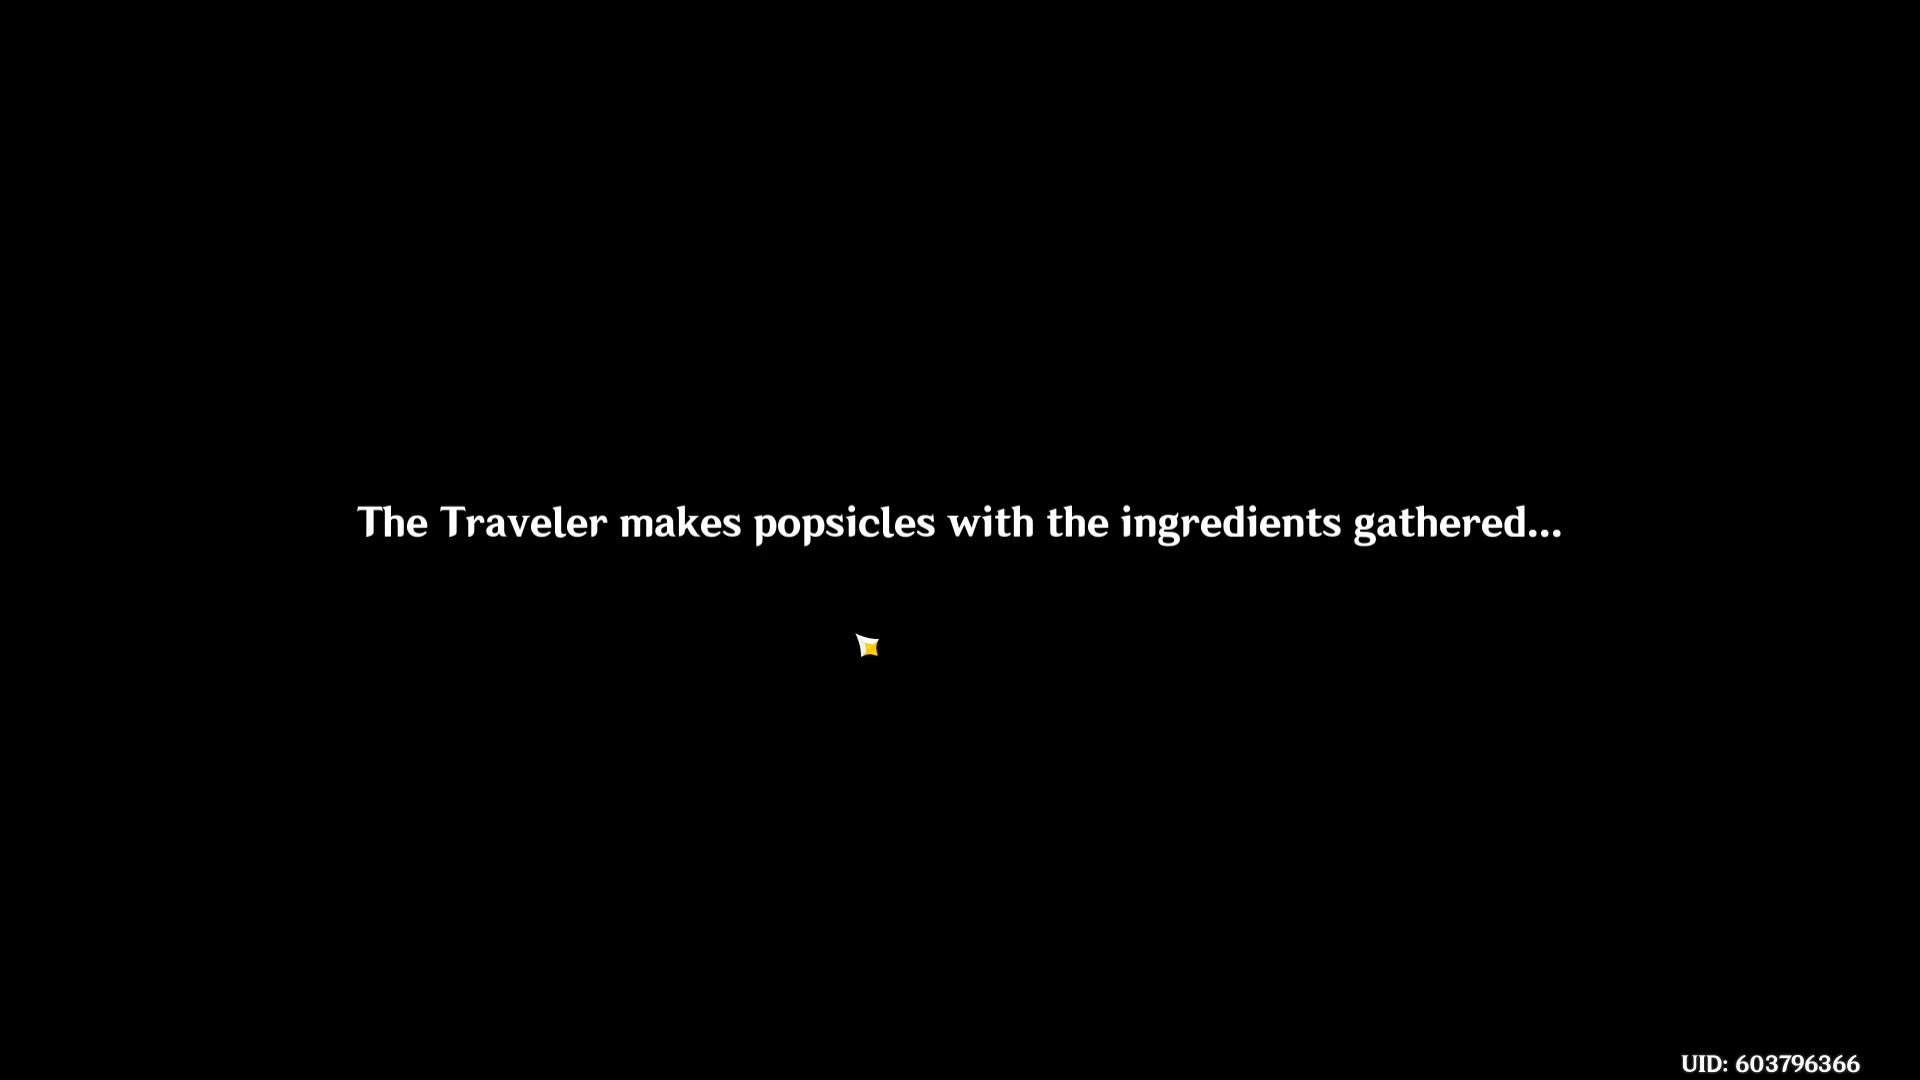 The Traveler makes popsicles with the ingredients gathered...
UID: 603796366